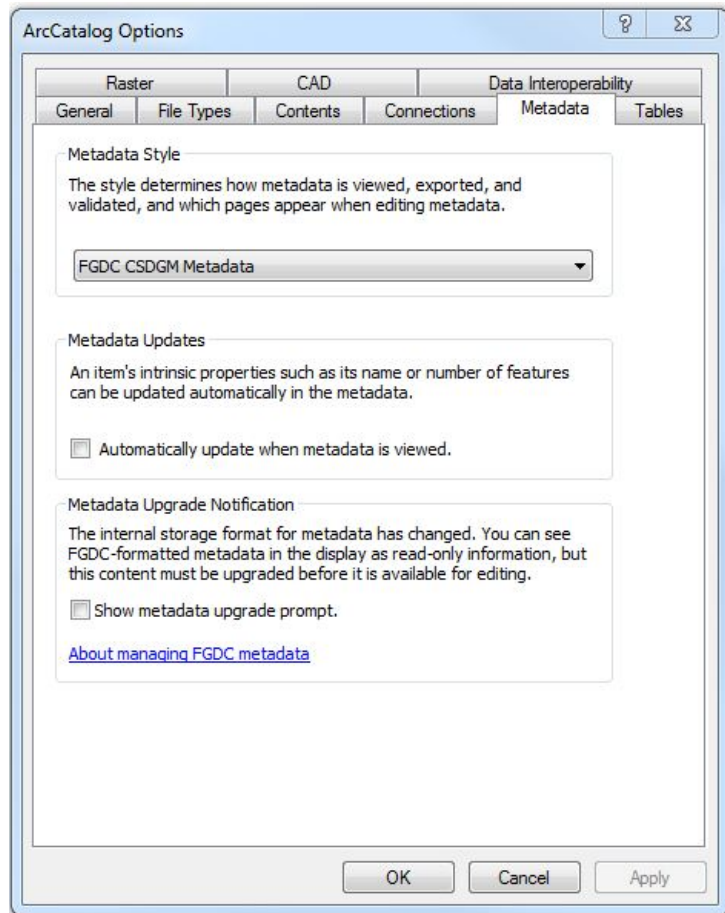 ArcCatalog Options
Raster CAD Data Interoperability
General File Types Contents Connections Metadata Tables
Metadata Style
The style determines how metadata is viewed, exported, and
validated, and which pages appear when editing metadata.
FGDC CSDGM Metadata
Metadata Updates
An item's intrinsic properties such as its name or number of features
can be updated automatically in the metadata.
Automatically update when metadata is viewed.
Metadata Upgrade Notification
The internal storage format for metadata has changed. You can see
FGDC-formatted metadata in the display as read-only information, but
this content must be upgraded before it is available for editing.
Show metadata upgrade prompt.
About managing FGDC metadata
OK Cancel Apply